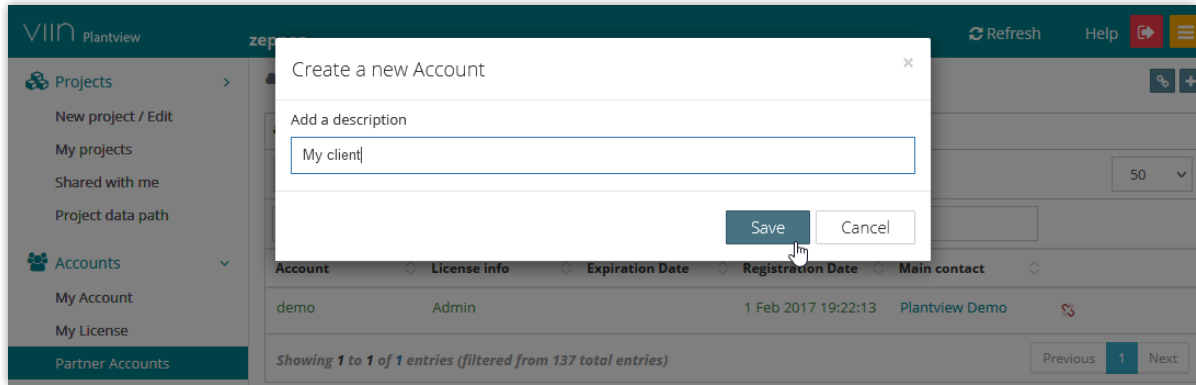 VIIN Plantview
Refresh Help
Create a new Account
×
Projects
New project / Edit
Add a description
My projects
My client
Shared with me
50
Project data path
Save Cancel
Accounts
Account License info Expiration Date Registration Date Main contact
My Account
demo Admin 1 Feb 2017 19:22:13 Plantview Demo
My License
Partner Accounts
Showing 1 to 1 of 1 entries (filtered from 137 total entries)
Previous 1 Next